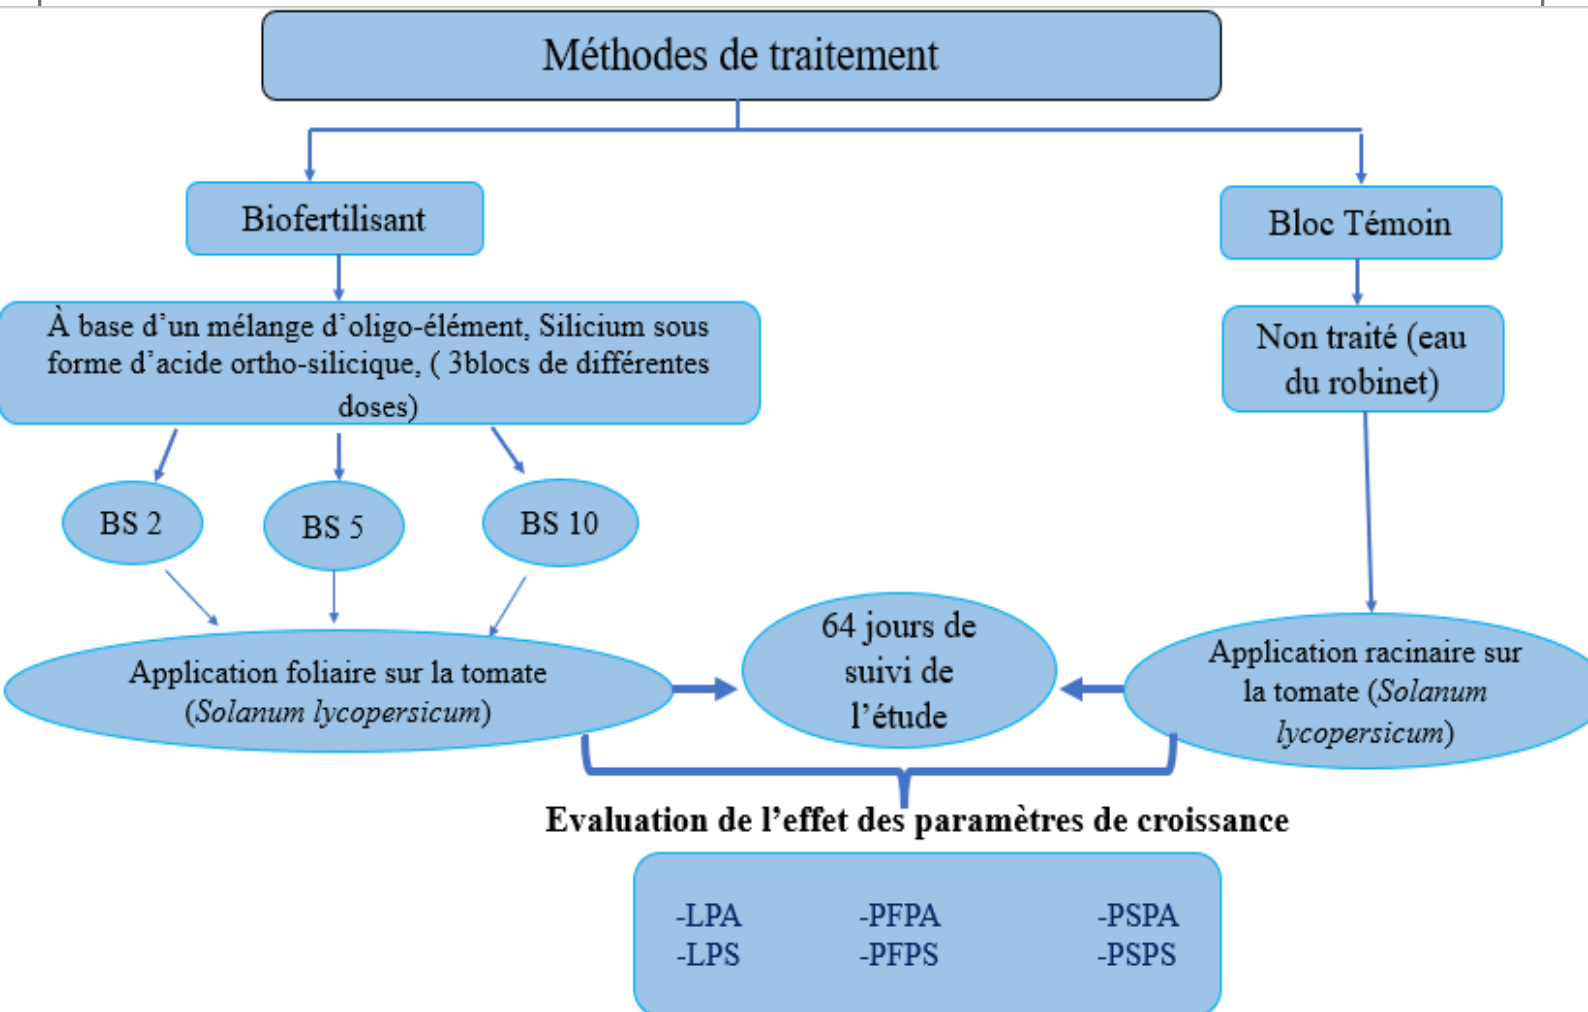 Méthodes de traitement
Biofertilisant
Bloc Témoin
À base d’un mélange d’oligo-élément, Silicium sous
forme d’acide ortho-silicique, ( 3blocs de différentes
doses)
Non traité (eau
du robinet)
BS 2
BS 5
BS 10
Application foliaire sur la tomate
(Solanum lycopersicum)
64 jours de
suivi de
l’étude
Application racinaire sur
la tomate (Solanum
lycopersicum)
Evaluation de l’effet des paramètres de croissance
-LPA -PFPA -PSPA
-LPS -PFPS -PSPS